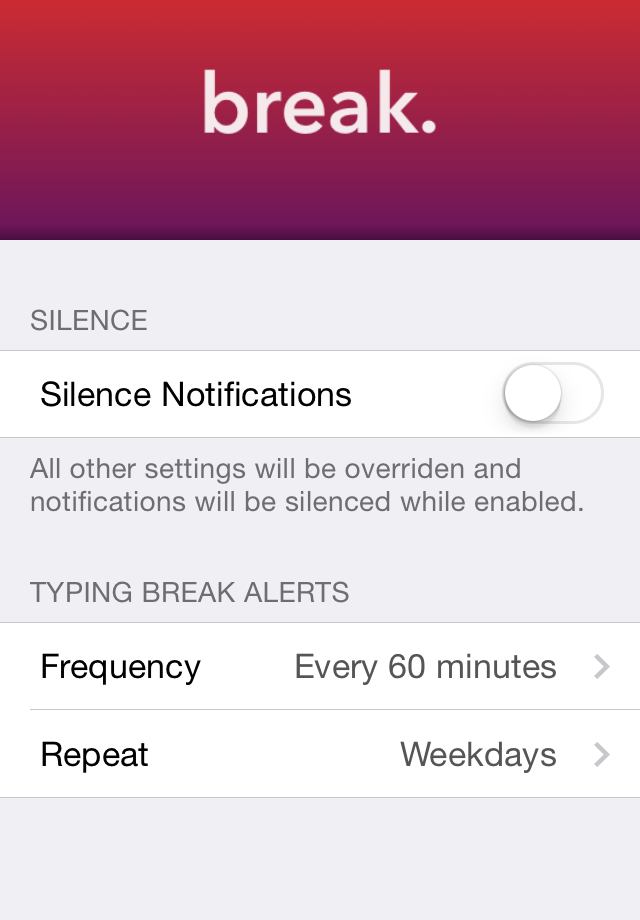 break.
SILENCE
Silence Notifications
All other settings will be overriden and
notifications will be silenced while enabled.
TYPING BREAK ALERTS
Frequency Every 60 minutes
Repeat Weekdays